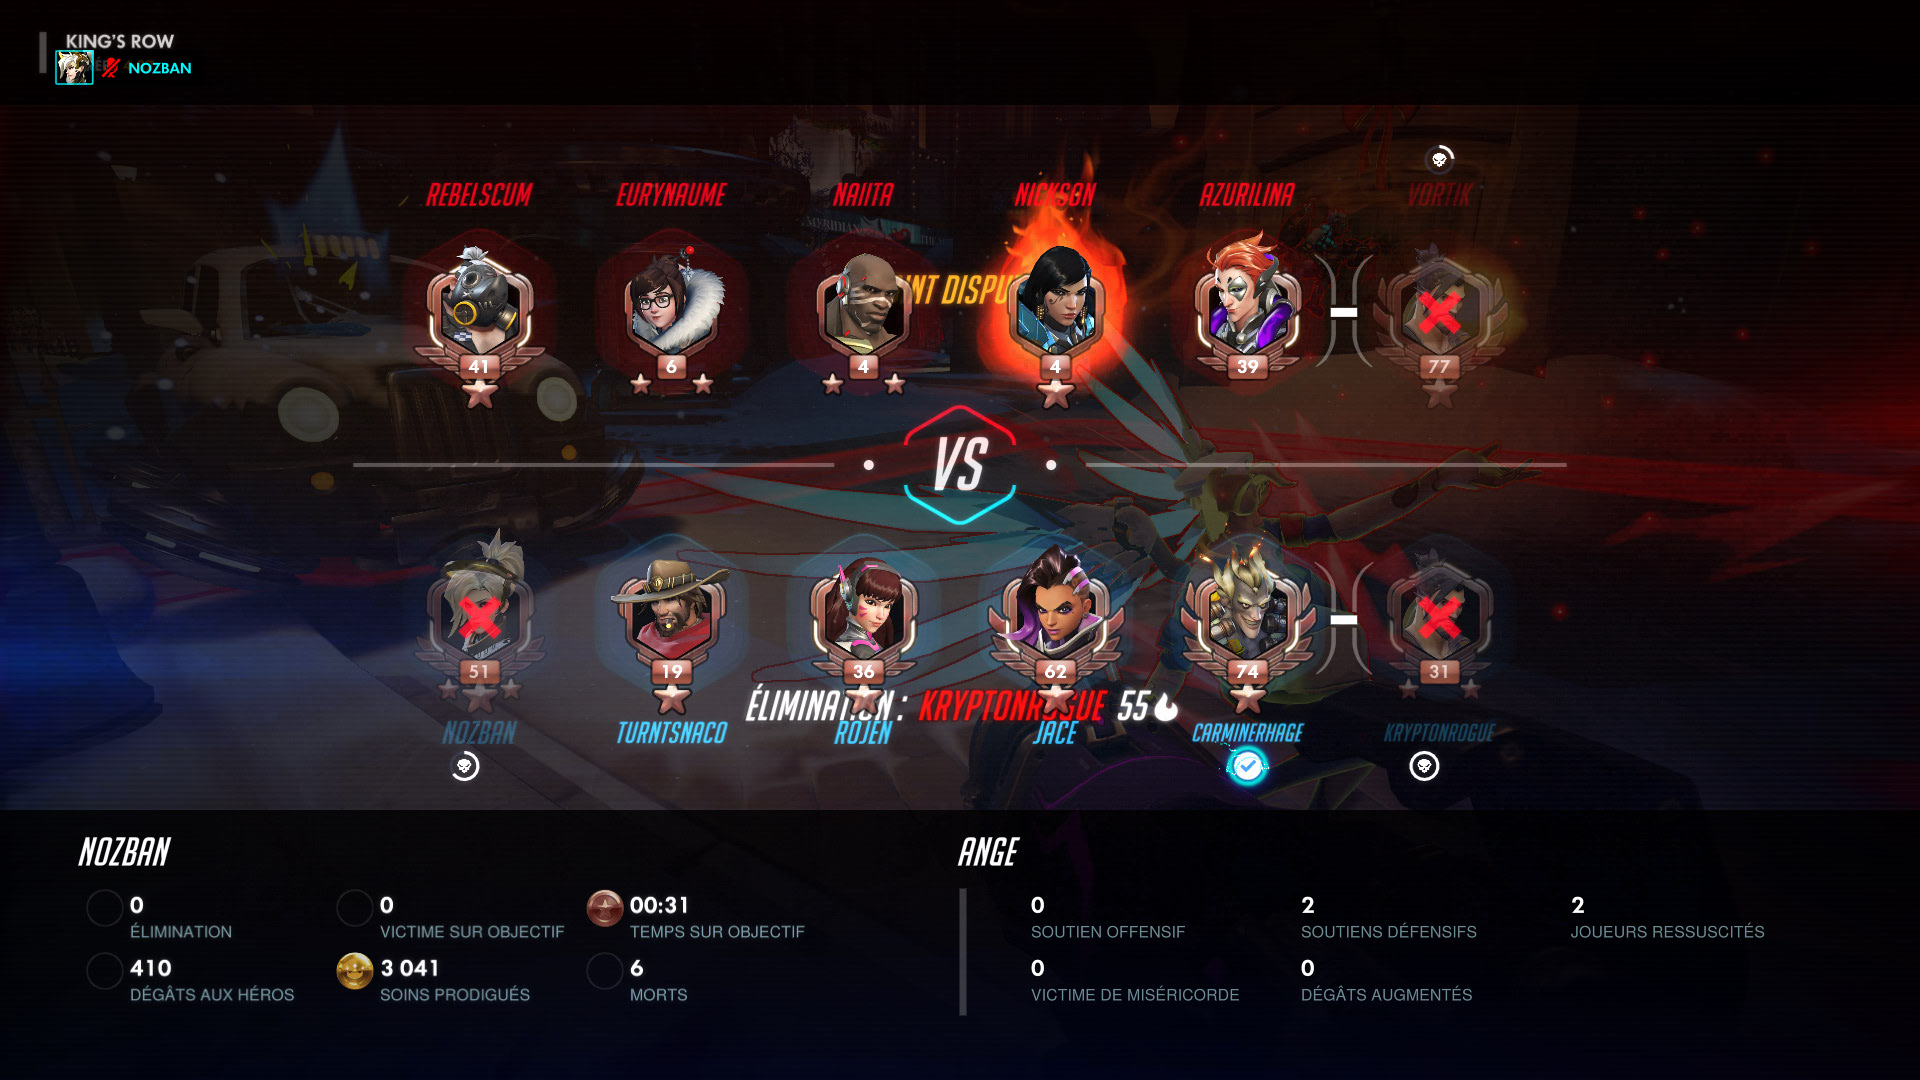 KING'S ROW
NOZBAN
REBELSCUM
EURYNAUME
NAIITA
NICKSON
AZURILINA
VORTIK
41
6
4
4
39
77
VS
51
19
36
62
74
31
ÉLIMINATION : KRYPTONROGUE 55
NOZBAN
TURNTSNACO
ROJEN
JACE
CARMINERHAGE
KRYPTONROGUE
NOZBAN
0
ÉLIMINATION
0
VICTIME SUR OBJECTIF
00:31
TEMPS SUR OBJECTIF
410
DÉGÂTS AUX HÉROS
3 041
SOINS PRODIGUÉS
6
MORTS
ANGE
0
SOUTIEN OFFENSIF
2
SOUTIENS DÉFENSIFS
2
JOUEURS RESSUSCITÉS
0
VICTIME DE MISÉRICORDE
0
DÉGÂTS AUGMENTÉS